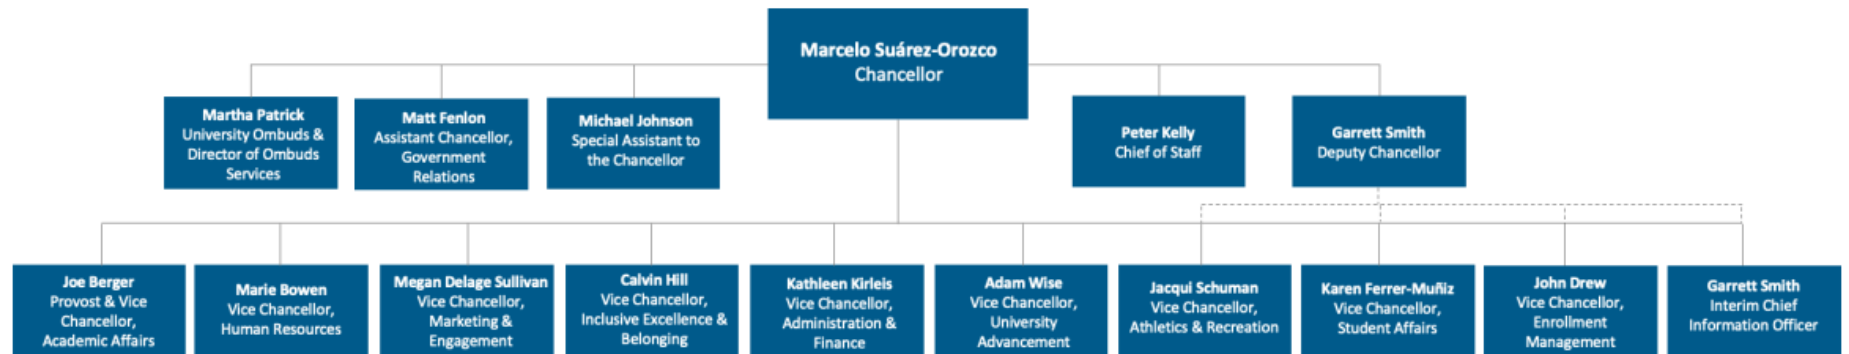 Marcelo Suárez-Orozco
Chancellor
Martha Patrick
University Ombuds &
Director of Ombuds
Services
Matt Fenlon
Assistant Chancellor,
Government
Relations
Michael Johnson
Special Assistant to
the Chancellor
Peter Kelly
Chief of Staff
Garrett Smith
Deputy Chancellor
Joe Berger
Provost & Vice
Chancellor,
Academic Affairs
Marie Bowen
Vice Chancellor,
Human Resources
Megan Delage Sullivan
Vice Chancellor,
Marketing &
Engagement
Calvin Hill
Vice Chancellor,
Inclusive Excellence &
Belonging
Kathleen Kirleis
Vice Chancellor,
Administration &
Finance
Adam Wise
Vice Chancellor,
University
Advancement
Jacqui Schuman
Vice Chancellor,
Athletics & Recreation
Karen Ferrer-Muñiz
Vice Chancellor,
Student Affairs
John Drew
Vice Chancellor,
Enrollment
Management
Garrett Smith
Interim Chief
Information Officer